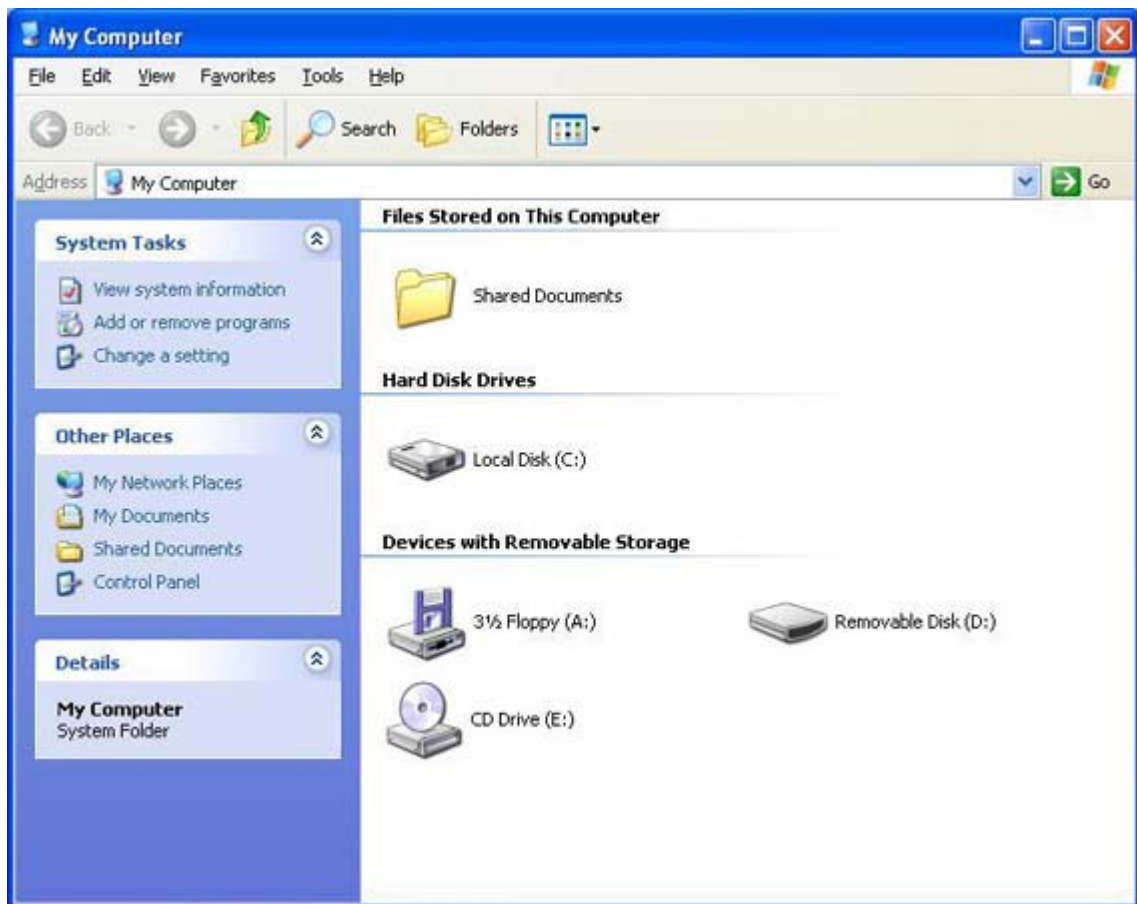 My Computer
File Edit View Favorites Tools Help
Back Search Folders
Address My Computer Go
System Tasks
View system information
Add or remove programs
Change a setting
Other Places
My Network Places
My Documents
Shared Documents
Control Panel
Details
My Computer
System Folder
Files Stored on This Computer
Shared Documents
Hard Disk Drives
Local Disk (C:)
Devices with Removable Storage
3½ Floppy (A:) Removable Disk (D:)
CD Drive (E:)